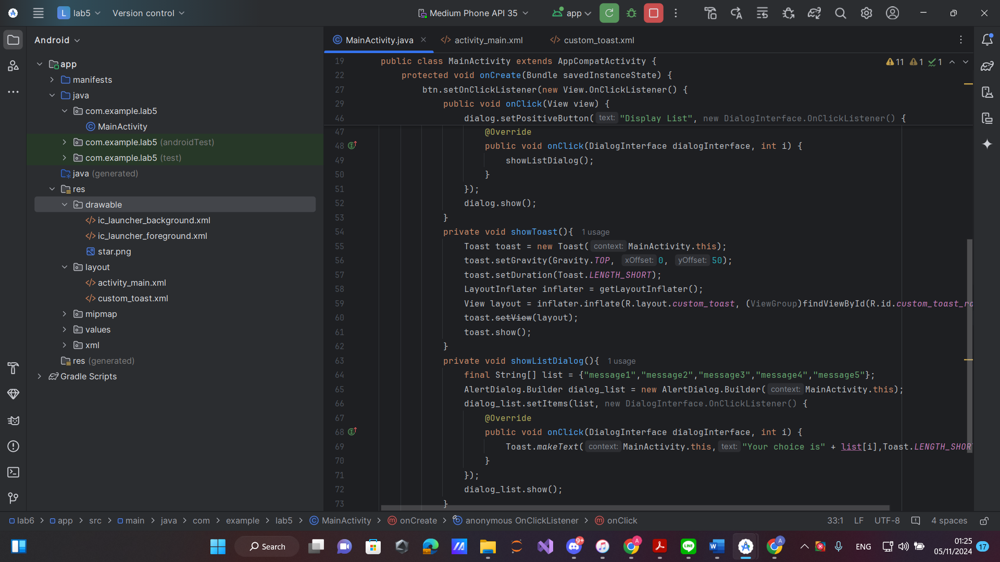 L lab5 Version control Medium Phone API 35 app
Android
MainActivity.java activity_main.xml custom_toast.xml
app
manifests
java
com.example.lab5
MainActivity
com.example.lab5 (androidTest)
com.example.lab5 (test)
java (generated)
res
drawable
ic_launcher_background.xml
ic_launcher_foreground.xml
star.png
layout
activity_main.xml
custom_toast.xml
mipmap
values
xml
res (generated)
Gradle Scripts
11 1 1
19 public class MainActivity extends AppCompatActivity {
22 protected void onCreate(Bundle savedInstanceState) {
27 btn.setOnClickListener(new View.OnClickListener() {
29 public void onClick(View view) {
46 dialog.setPositiveButton( text: "Display List", new DialogInterface.OnClickListener() {
47 @Override
48 public void onClick(DialogInterface dialogInterface, int i) {
49 showListDialog();
50 }
51 });
52 dialog.show();
53 }
54 private void showToast(){ 1 usage
55 Toast toast = new Toast( context: MainActivity.this);
56 toast.setGravity(Gravity.TOP, xOffset: 0, yOffset: 50);
57 toast.setDuration(Toast.LENGTH_SHORT);
58 LayoutInflater inflater = getLayoutInflater();
59 View layout = inflater.inflate(R.layout.custom_toast, (ViewGroup)findViewById(R.id.custom_toast_ro
60 toast.setView(layout);
61 toast.show();
62 }
63 private void showListDialog(){ 1 usage
64 final String[] list = {"message1","message2","message3","message4","message5"};
65 AlertDialog.Builder dialog_list = new AlertDialog.Builder( context: MainActivity.this);
66 dialog_list.setItems(list, new DialogInterface.OnClickListener() {
67 @Override
68 public void onClick(DialogInterface dialogInterface, int i) {
69 Toast.makeText( context: MainActivity.this, text: "Your choice is" + list[i],Toast.LENGTH_SHOR
70 }
71 });
72 dialog_list.show();
73 }
lab6 > app > src > main > java > com > example > lab5 > MainActivity > onCreate > anonymous OnClickListener > onClick 33:1 LF UTF-8 4 spaces
Search 9+ A W A ENG 01:25
05/11/2024 17